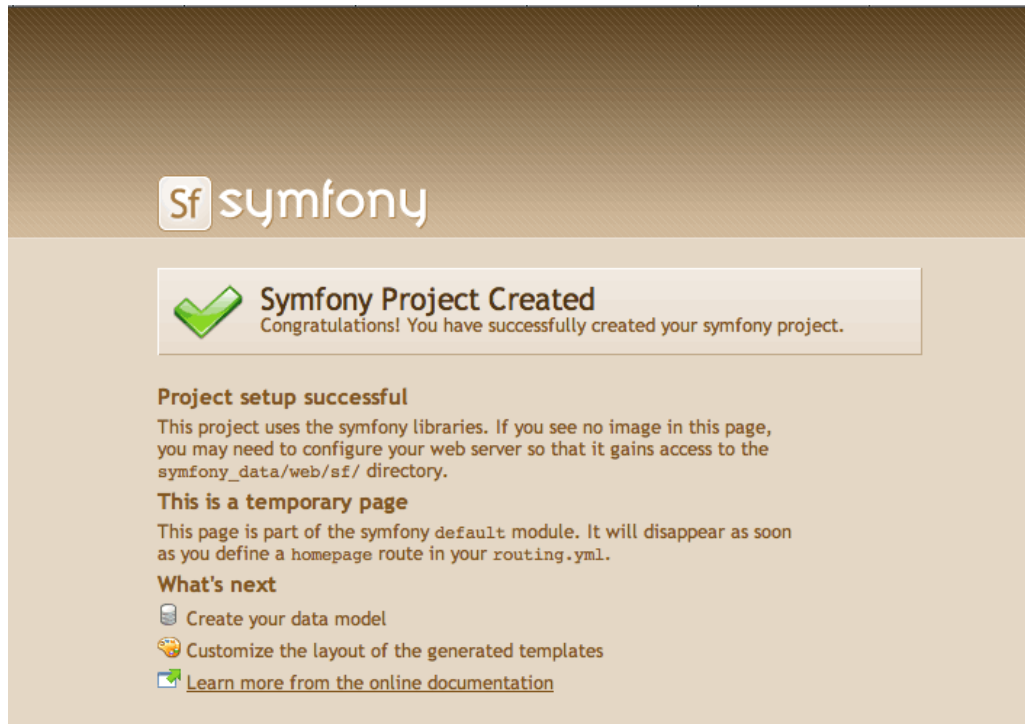 Sf symfony
Symfony Project Created
Congratulations! You have successfully created your symfony project.
Project setup successful
This project uses the symfony libraries. If you see no image in this page,
you may need to configure your web server so that it gains access to the
symfony_data/web/sf/ directory.
This is a temporary page
This page is part of the symfony default module. It will disappear as soon
as you define a homepage route in your routing.yml.
What's next
Create your data model
Customize the layout of the generated templates
Learn more from the online documentation